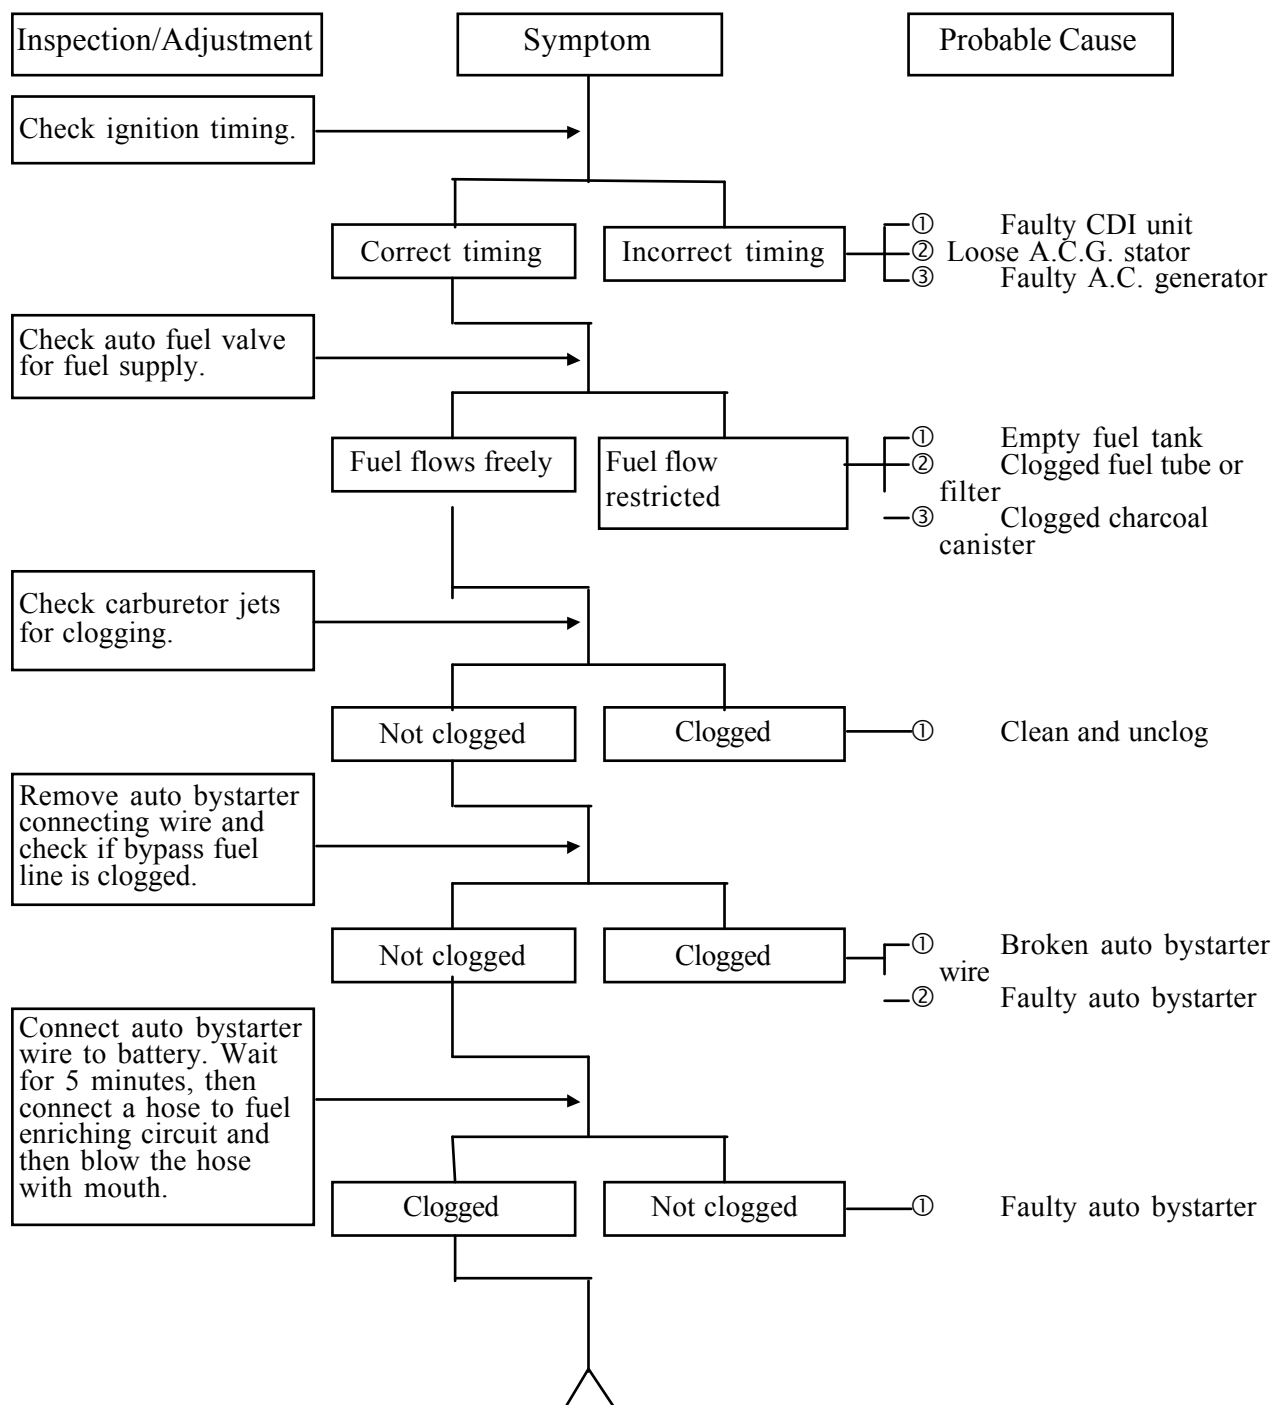 Inspection/Adjustment
Symptom
Probable Cause
Check ignition timing.
Correct timing
Incorrect timing
① Faulty CDI unit
② Loose A.C.G. stator
③ Faulty A.C. generator
Check auto fuel valve
for fuel supply.
Fuel flows freely
Fuel flow
restricted
① Empty fuel tank
② Clogged fuel tube or
filter
③ Clogged charcoal
canister
Check carburetor jets
for clogging.
Not clogged
Clogged
① Clean and unclog
Remove auto bystarter
connecting wire and
check if bypass fuel
line is clogged.
Not clogged
Clogged
① Broken auto bystarter
wire
② Faulty auto bystarter
Connect auto bystarter
wire to battery. Wait
for 5 minutes, then
connect a hose to fuel
enriching circuit and
then blow the hose
with mouth.
Clogged
Not clogged
① Faulty auto bystarter